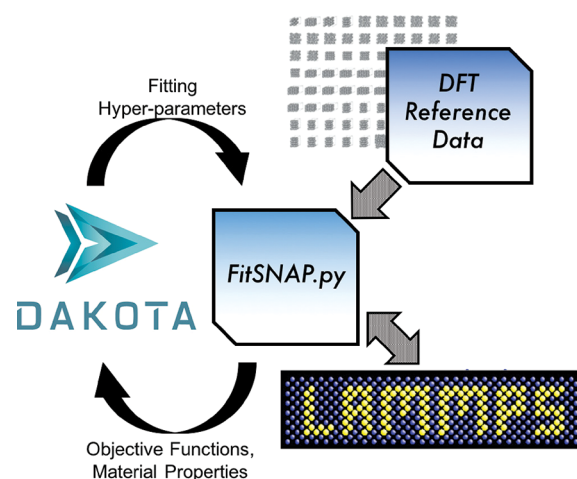 Fitting
Hyper-parameters
DFT
Reference
Data
FitSNAP.py
DAKOTA
LAMMPS
Objective Functions,
Material Properties